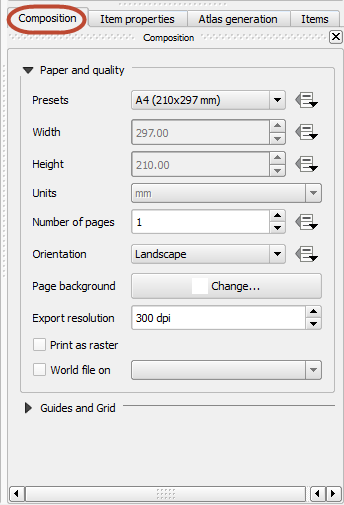 Composition Item properties Atlas generation Items
Composition
Paper and quality
Presets A4 (210x297 mm)
Width 297.00
Height 210.00
Units mm
Number of pages 1
Orientation Landscape
Page background Change...
Export resolution 300 dpi
Print as raster
World file on
Guides and Grid